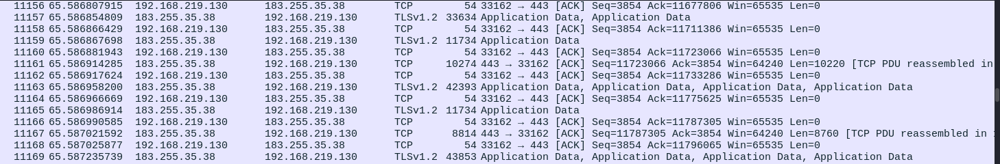 11156 65.586807915 192.168.219.130 183.255.35.38 TCP 54 33162 → 443 [ACK] Seq=3854 Ack=11677806 Win=65535 Len=0
11157 65.586854809 183.255.35.38 192.168.219.130 TLSv1.2 33634 Application Data, Application Data
11158 65.586866429 192.168.219.130 183.255.35.38 TCP 54 33162 → 443 [ACK] Seq=3854 Ack=11711386 Win=65535 Len=0
11159 65.586867698 183.255.35.38 192.168.219.130 TLSv1.2 11734 Application Data
11160 65.586881943 192.168.219.130 183.255.35.38 TCP 54 33162 → 443 [ACK] Seq=3854 Ack=11723066 Win=65535 Len=0
11161 65.586914285 183.255.35.38 192.168.219.130 TCP 10274 443 → 33162 [ACK] Seq=11723066 Ack=3854 Win=64240 Len=10220 [TCP PDU reassembled in
11162 65.586917624 192.168.219.130 183.255.35.38 TCP 54 33162 → 443 [ACK] Seq=3854 Ack=11733286 Win=65535 Len=0
11163 65.586958200 183.255.35.38 192.168.219.130 TLSv1.2 42393 Application Data, Application Data, Application Data, Application Data
11164 65.586966669 192.168.219.130 183.255.35.38 TCP 54 33162 → 443 [ACK] Seq=3854 Ack=11775625 Win=65535 Len=0
11165 65.586986914 183.255.35.38 192.168.219.130 TLSv1.2 11734 Application Data
11166 65.586990585 192.168.219.130 183.255.35.38 TCP 54 33162 → 443 [ACK] Seq=3854 Ack=11787305 Win=65535 Len=0
11167 65.587021592 183.255.35.38 192.168.219.130 TCP 8814 443 → 33162 [ACK] Seq=11787305 Ack=3854 Win=64240 Len=8760 [TCP PDU reassembled in
11168 65.587025877 192.168.219.130 183.255.35.38 TCP 54 33162 → 443 [ACK] Seq=3854 Ack=11796065 Win=65535 Len=0
11169 65.587235739 183.255.35.38 192.168.219.130 TLSv1.2 43853 Application Data, Application Data, Application Data, Application Data